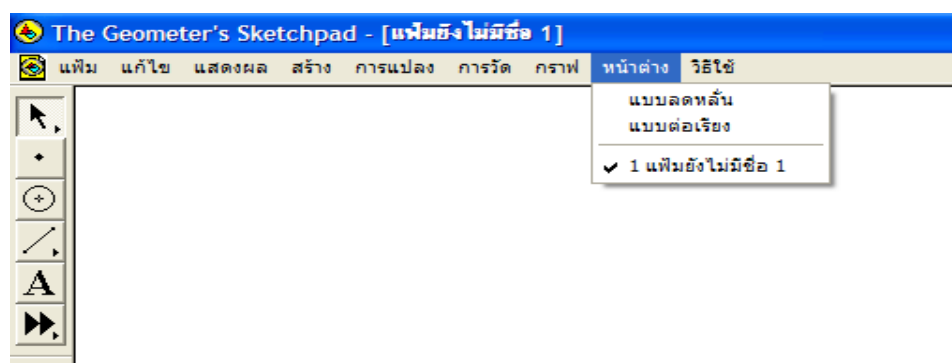 The Geometer's Sketchpad - [แฟ้มยังไม่มีชื่อ 1]
แฟ้ม แก้ไข แสดงผล สร้าง การแปลง การวัด กราฟ หน้าต่าง วิธีใช้
แบบลดหลั่น
แบบต่อเรียง
1 แฟ้มยังไม่มีชื่อ 1
A